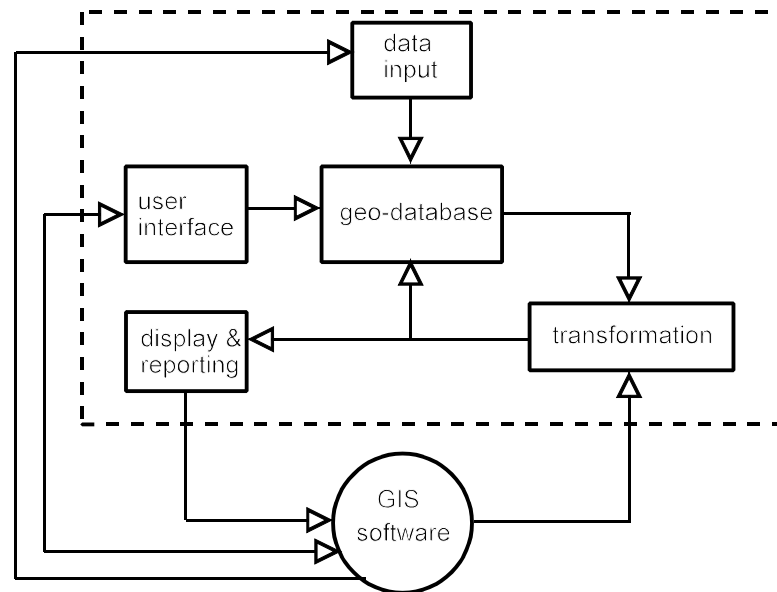 data
input
user
interface
geo-database
display &
reporting
transformation
GIS
software